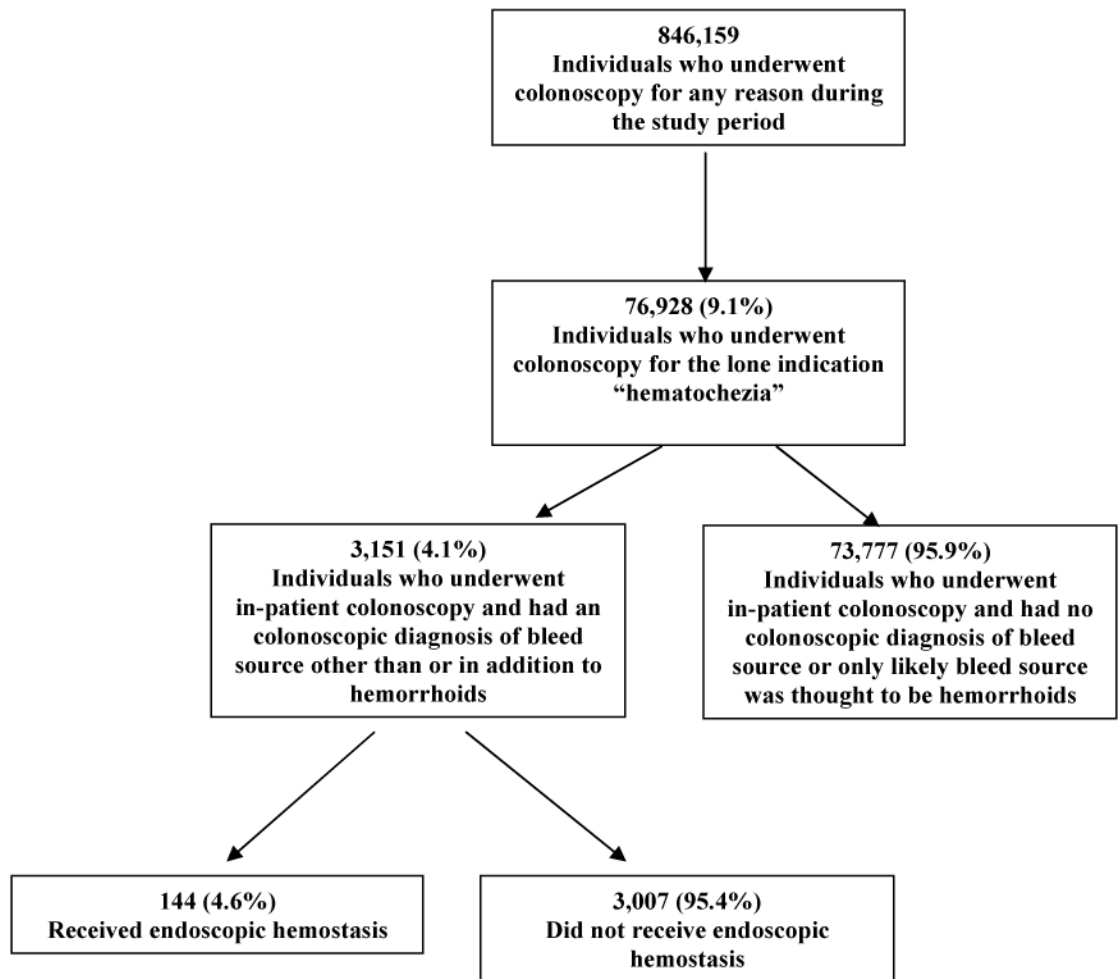 846,159
Individuals who underwent
colonoscopy for any reason during
the study period
76,928 (9.1%)
Individuals who underwent
colonoscopy for the lone indication
“hematochezia”
3,151 (4.1%)
Individuals who underwent
in-patient colonoscopy and had an
colonoscopic diagnosis of bleed
source other than or in addition to
hemorrhoids
73,777 (95.9%)
Individuals who underwent
in-patient colonoscopy and had no
colonoscopic diagnosis of bleed
source or only likely bleed source
was thought to be hemorrhoids
144 (4.6%)
Received endoscopic hemostasis
3,007 (95.4%)
Did not receive endoscopic
hemostasis